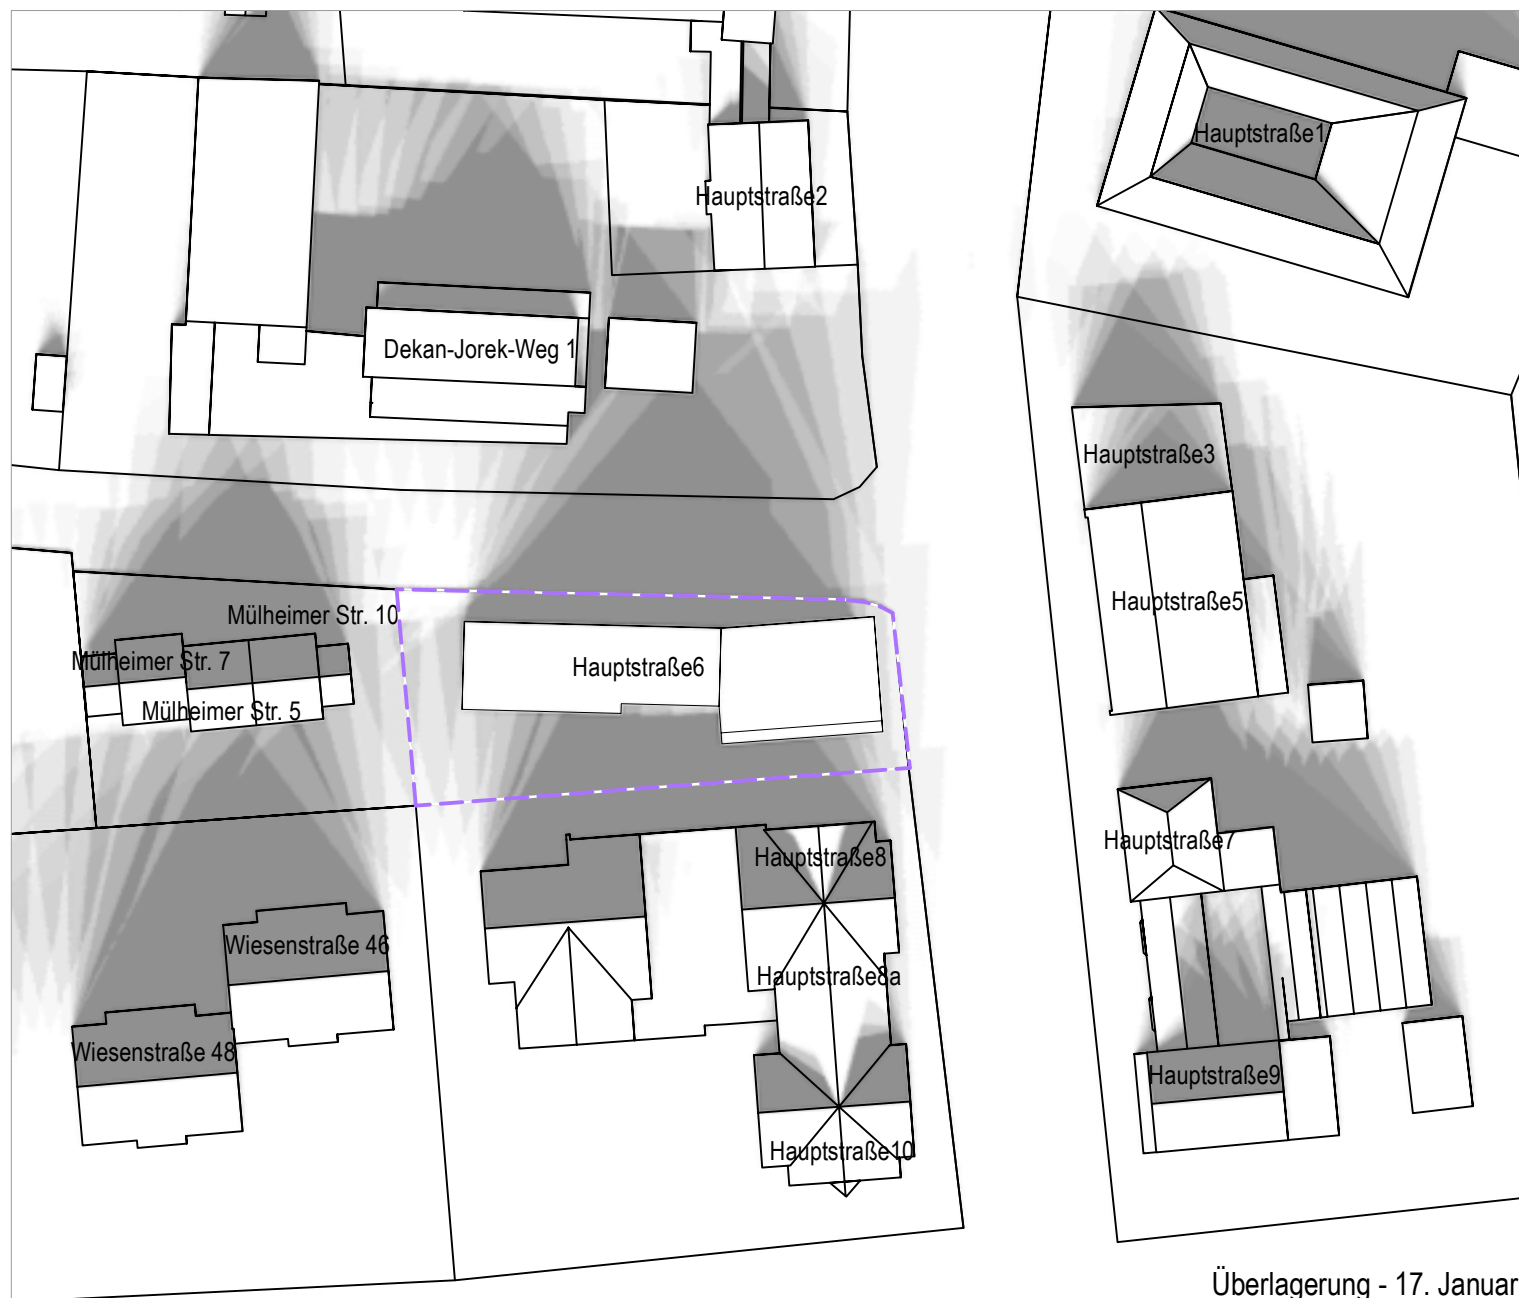 Hauptstraße1
Hauptstraße2
Dekan-Jorek-Weg 1
Hauptstraße3
Hauptstraße5
Mülheimer Str. 10
Mülheimer Str. 7
Hauptstraße6
Mülheimer Str. 5
Hauptstraße7
Hauptstraße8
Wiesenstraße 46
Hauptstraße8a
Wiesenstraße 48
Hauptstraße9
Hauptstraße10
Überlagerung - 17. Januar